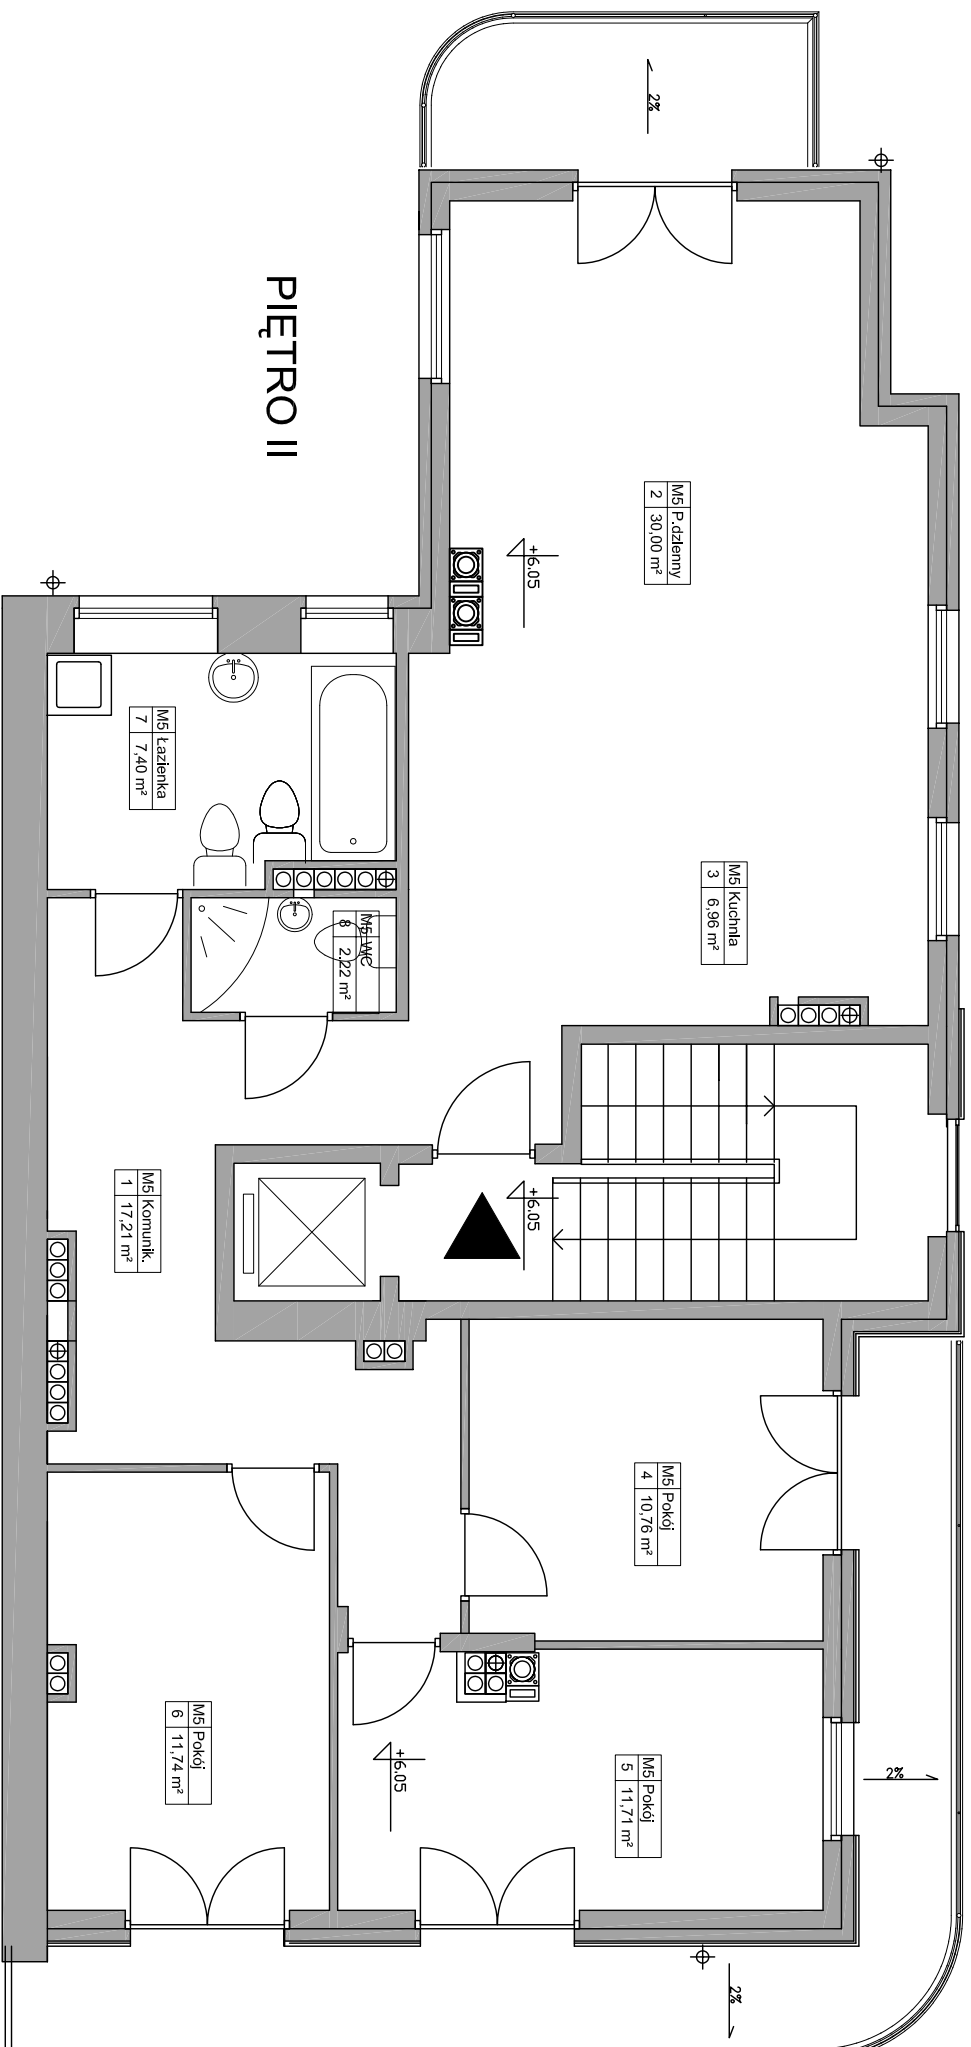 PIĘTRO II
2%
M5 P.dzienny
2 30,00 m²
+6.05
M5 Łazienka
7 7,40 m²
M5 Kuchnia
3 6,96 m²
M5 WC
8 2,22 m²
M5 Komunik.
1 17,21 m²
+6.05
M5 Pokój
4 10,76 m²
M5 Pokój
6 11,74 m²
+6.05
M5 Pokój
5 11,71 m²
2%
2%